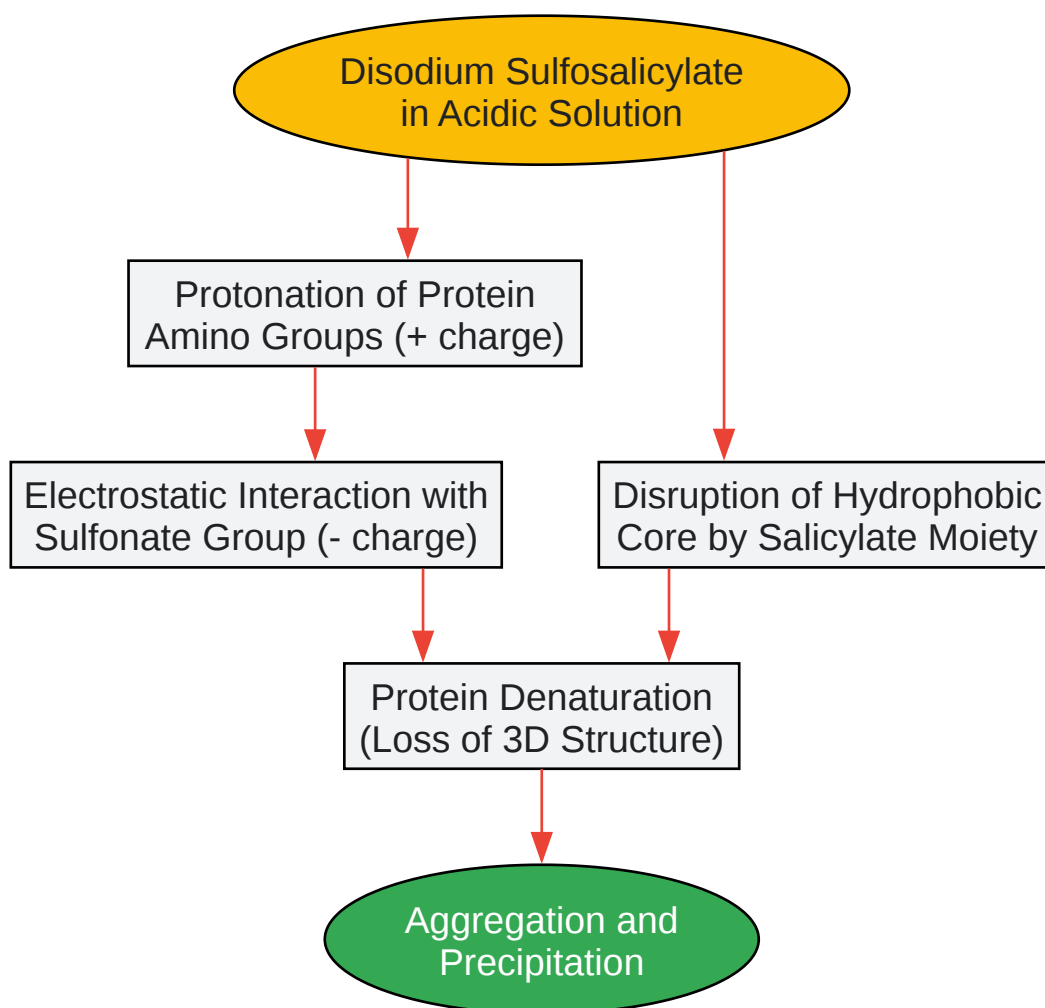 Disodium Sulfosalicylate
in Acidic Solution
Protonation of Protein
Amino Groups (+ charge)
Electrostatic Interaction with
Sulfonate Group (- charge)
Disruption of Hydrophobic
Core by Salicylate Moiety
Protein Denaturation
(Loss of 3D Structure)
Aggregation and
Precipitation